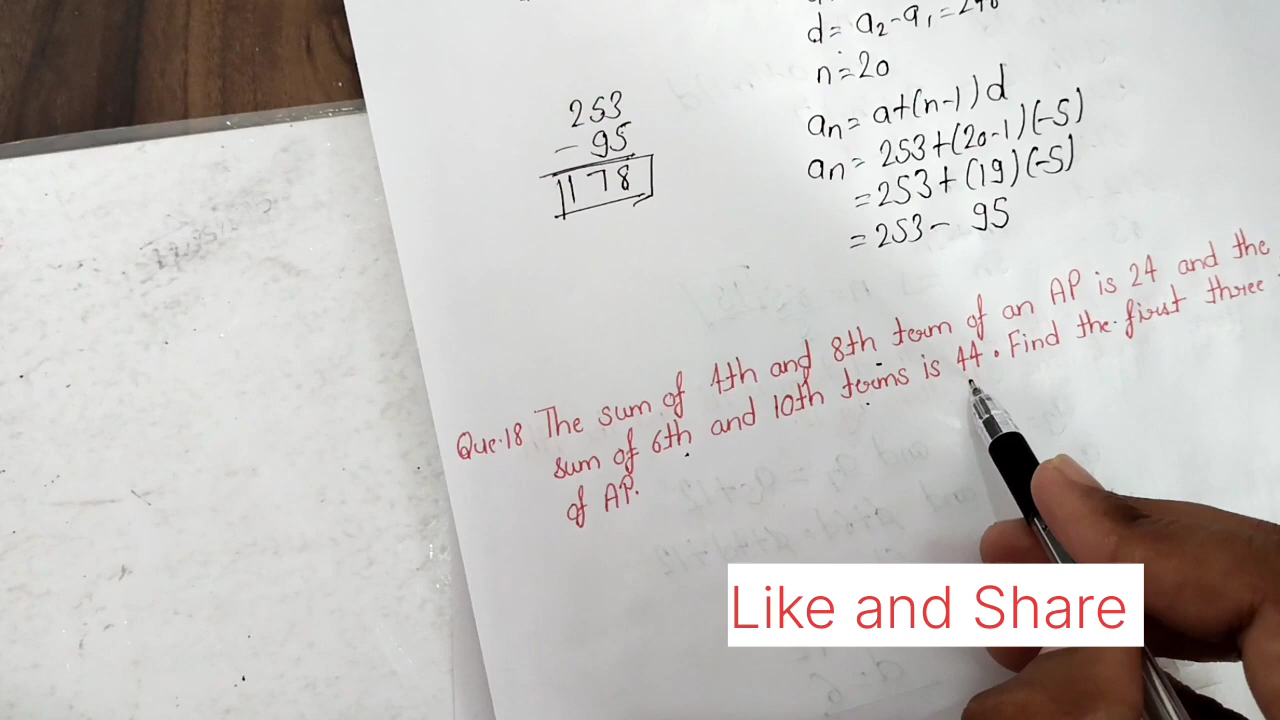 d = a₂ - a₁ = 248
n = 20
an = a+(n-1) d
an = 253 + (20-1) (-5)
= 253 + (19) (-5)
= 253 - 95
253
- 95
1178
Que.18 The sum of 4th and 8th term of an AP is 24 and the
sum of 6th and 10th terms is 44. Find the first three
of AP.
Like and Share